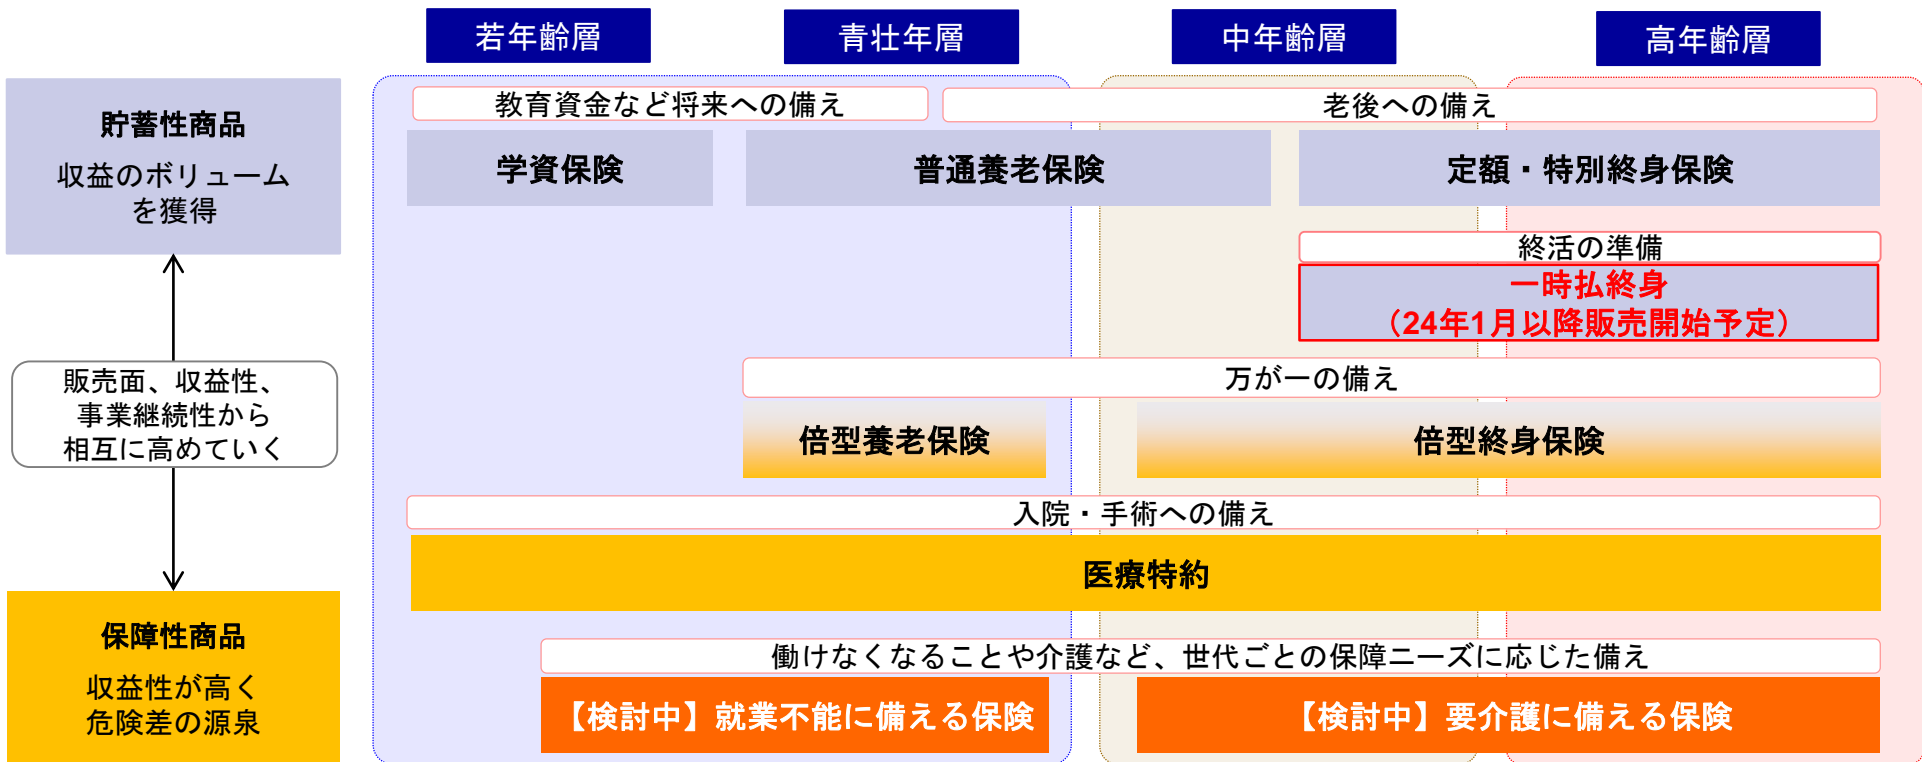 若年齢層
青壮年層
中年齢層
高年齢層
貯蓄性商品
収益のボリューム
を獲得
販売面、収益性、
事業継続性から
相互に高めていく
保障性商品
収益性が高く
危険差の源泉
教育資金など将来への備え
老後への備え
学資保険
普通養老保険
定額・特別終身保険
終活の準備
一時払終身
（24年1月以降販売開始予定）
万が一の備え
倍型養老保険
倍型終身保険
入院・手術への備え
医療特約
働けなくなることや介護など、世代ごとの保障ニーズに応じた備え
【検討中】就業不能に備える保険
【検討中】要介護に備える保険